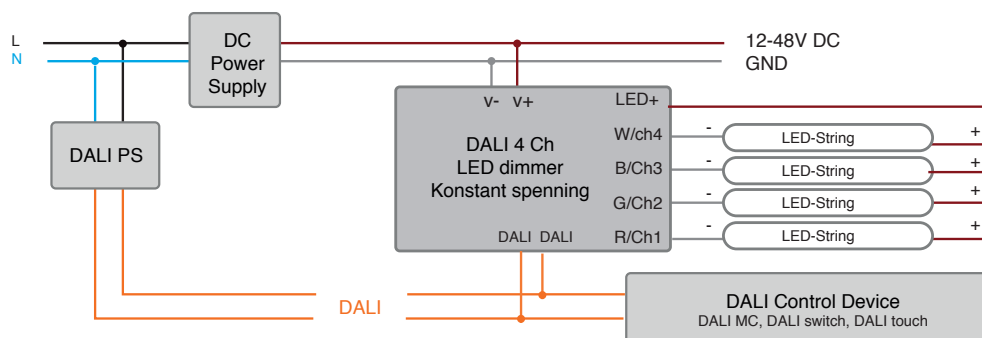 L
N
DC
Power
Supply
12-48V DC
GND
DALI PS
V- V+
LED+
DALI 4 Ch
LED dimmer
Konstant spenning
W/ch4
B/Ch3
G/Ch2
R/Ch1
DALI DALI
- LED-String +
- LED-String +
- LED-String +
- LED-String +
DALI
DALI Control Device
DALI MC, DALI switch, DALI touch